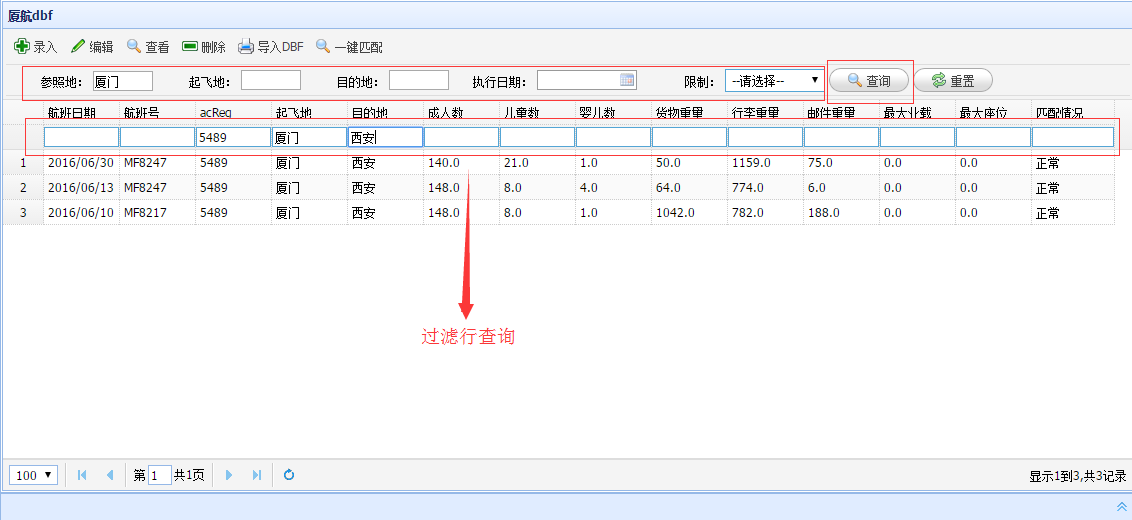 厦航dbf
录入 编辑 查看 删除 导入DBF 一键匹配
参照地: 厦门 起飞地: 目的地: 执行日期: 限制: --请选择-- 查询 重置
航班日期 航班号 acReg 起飞地 目的地 成人数 儿童数 婴儿数 货物重量 行李重量 邮件重量 最大业载 最大座位 匹配情况
5489 厦门 西安
1 2016/06/30 MF8247 5489 厦门 西安 140.0 21.0 1.0 50.0 1159.0 75.0 0.0 0.0 正常
2 2016/06/13 MF8247 5489 厦门 西安 148.0 8.0 4.0 64.0 774.0 6.0 0.0 0.0 正常
3 2016/06/10 MF8217 5489 厦门 西安 148.0 8.0 1.0 1042.0 782.0 188.0 0.0 0.0 正常
过滤行查询
100 第 1 共1页 显示1到3,共3记录